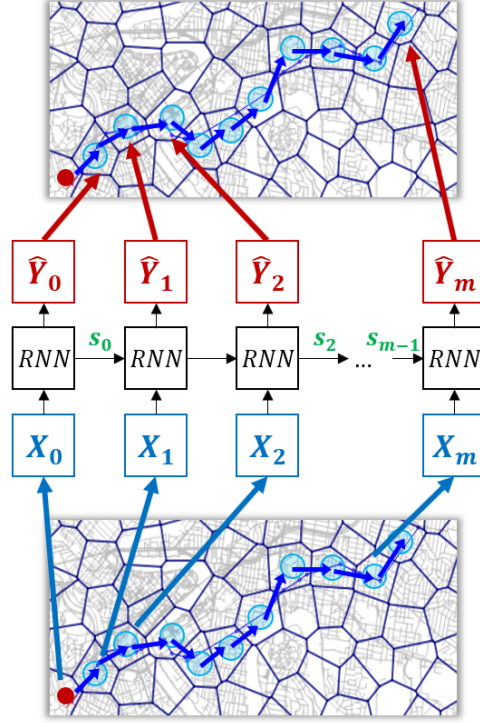 Ŷ₀ Ŷ₁ Ŷ₂ Ŷₘ
RNN s₀ RNN RNN s₂ ... sₘ₋₁ RNN
X₀ X₁ X₂ Xₘ